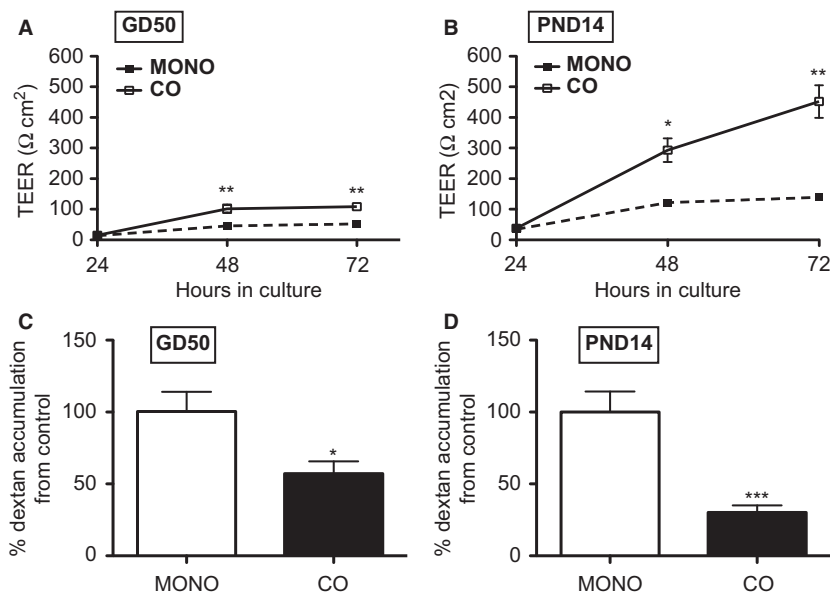 A
GD50
600
500
400
300
200
100
0
TEER (Ω cm²)
MONO
CO
**
**
24
48
72
Hours in culture
B
PND14
600
500
400
300
200
100
0
TEER (Ω cm2)
MONO
CO
*
**
24
48
72
Hours in culture
C
GD50
150
100
50
0
% dextan accumulation
from control
*
MONO
CO
D
PND14
150
100
50
0
% dextan accumulation
from control
***
MONO
CO